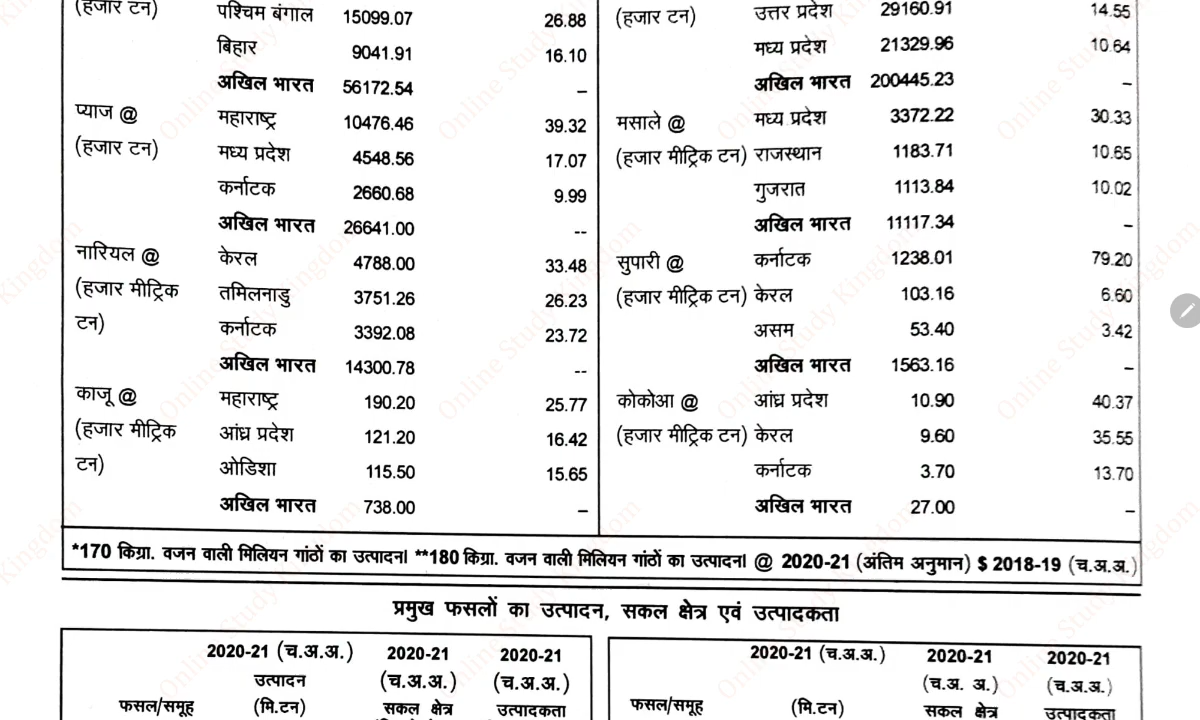 (हजार टन) पश्चिम बंगाल 15099.07 26.88
बिहार 9041.91 16.10
अखिल भारत 56172.54 –
प्याज @ महाराष्ट्र 10476.46 39.32
(हजार टन) मध्य प्रदेश 4548.56 17.07
कर्नाटक 2660.68 9.99
अखिल भारत 26641.00 --
नारियल @ केरल 4788.00 33.48
(हजार मीट्रिक तमिलनाडु 3751.26 26.23
टन) कर्नाटक 3392.08 23.72
अखिल भारत 14300.78 --
काजू @ महाराष्ट्र 190.20 25.77
(हजार मीट्रिक आंध्र प्रदेश 121.20 16.42
टन) ओडिशा 115.50 15.65
अखिल भारत 738.00 –
(हजार टन) उत्तर प्रदेश 29160.91 14.55
मध्य प्रदेश 21329.96 10.64
अखिल भारत 200445.23 –
मसाले @ मध्य प्रदेश 3372.22 30.33
(हजार मीट्रिक टन) राजस्थान 1183.71 10.65
गुजरात 1113.84 10.02
अखिल भारत 11117.34 –
सुपारी @ कर्नाटक 1238.01 79.20
(हजार मीट्रिक टन) केरल 103.16 6.60
असम 53.40 3.42
अखिल भारत 1563.16 –
कोकोआ @ आंध्र प्रदेश 10.90 40.37
(हजार मीट्रिक टन) केरल 9.60 35.55
कर्नाटक 3.70 13.70
अखिल भारत 27.00 –
*170 किग्रा. वजन वाली मिलियन गांठों का उत्पादन। **180 किग्रा. वजन वाली मिलियन गांठों का उत्पादन। @ 2020-21 (अंतिम अनुमान) $ 2018-19 (च.अ.अ.)
प्रमुख फसलों का उत्पादन, सकल क्षेत्र एवं उत्पादकता
2020-21 (च.अ.अ.) 2020-21 2020-21
उत्पादन (च.अ.अ.) (च.अ.अ.)
फसल/समूह (मि.टन) सकल क्षेत्र उत्पादकता
2020-21 (च.अ.अ.) 2020-21 2020-21
(च.अ. अ.) (च.अ.अ.)
फसल/समूह (मि.टन) सकल क्षेत्र उत्पादकता